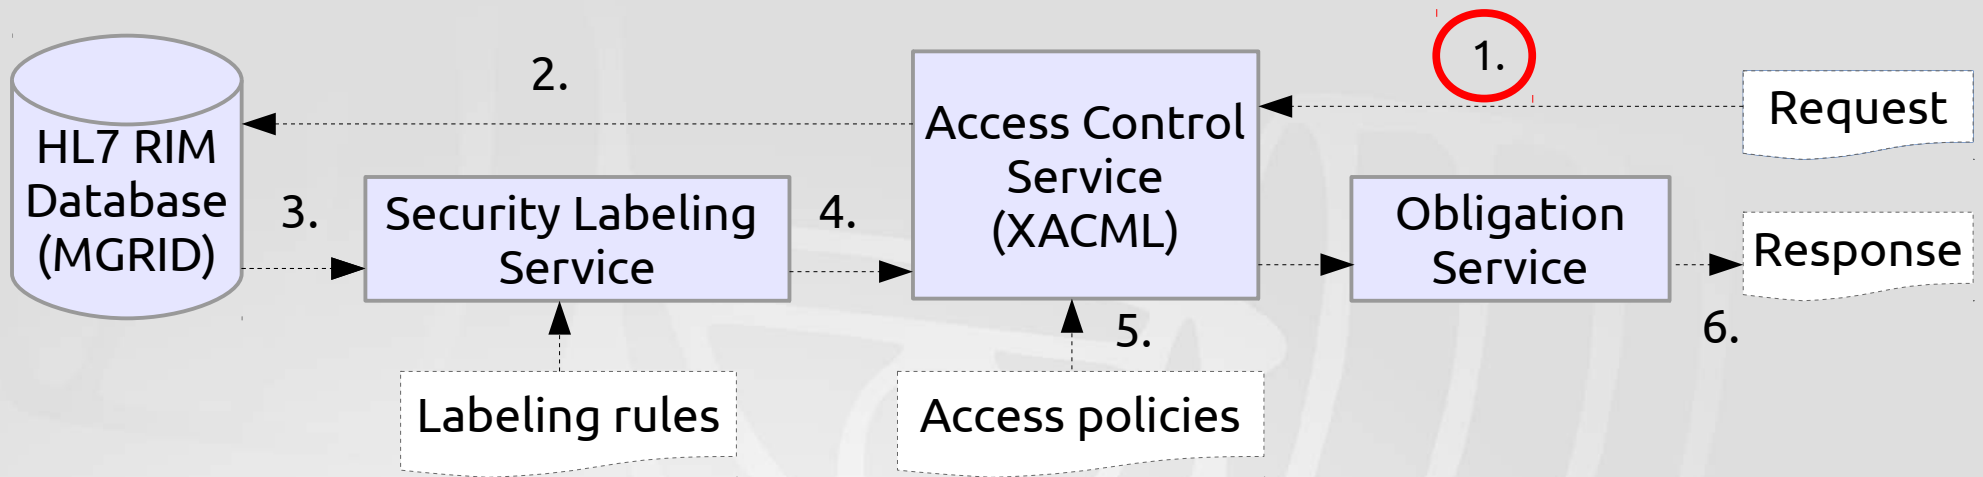 1.
2.
Request
HL7 RIM
Database
(MGRID)
Access Control
Service
(XACML)
3.
Security Labeling
Service
4.
Obligation
Service
Response
5.
6.
Labeling rules
Access policies